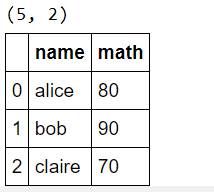 (5, 2)
name math
0 alice 80
1 bob 90
2 claire 70